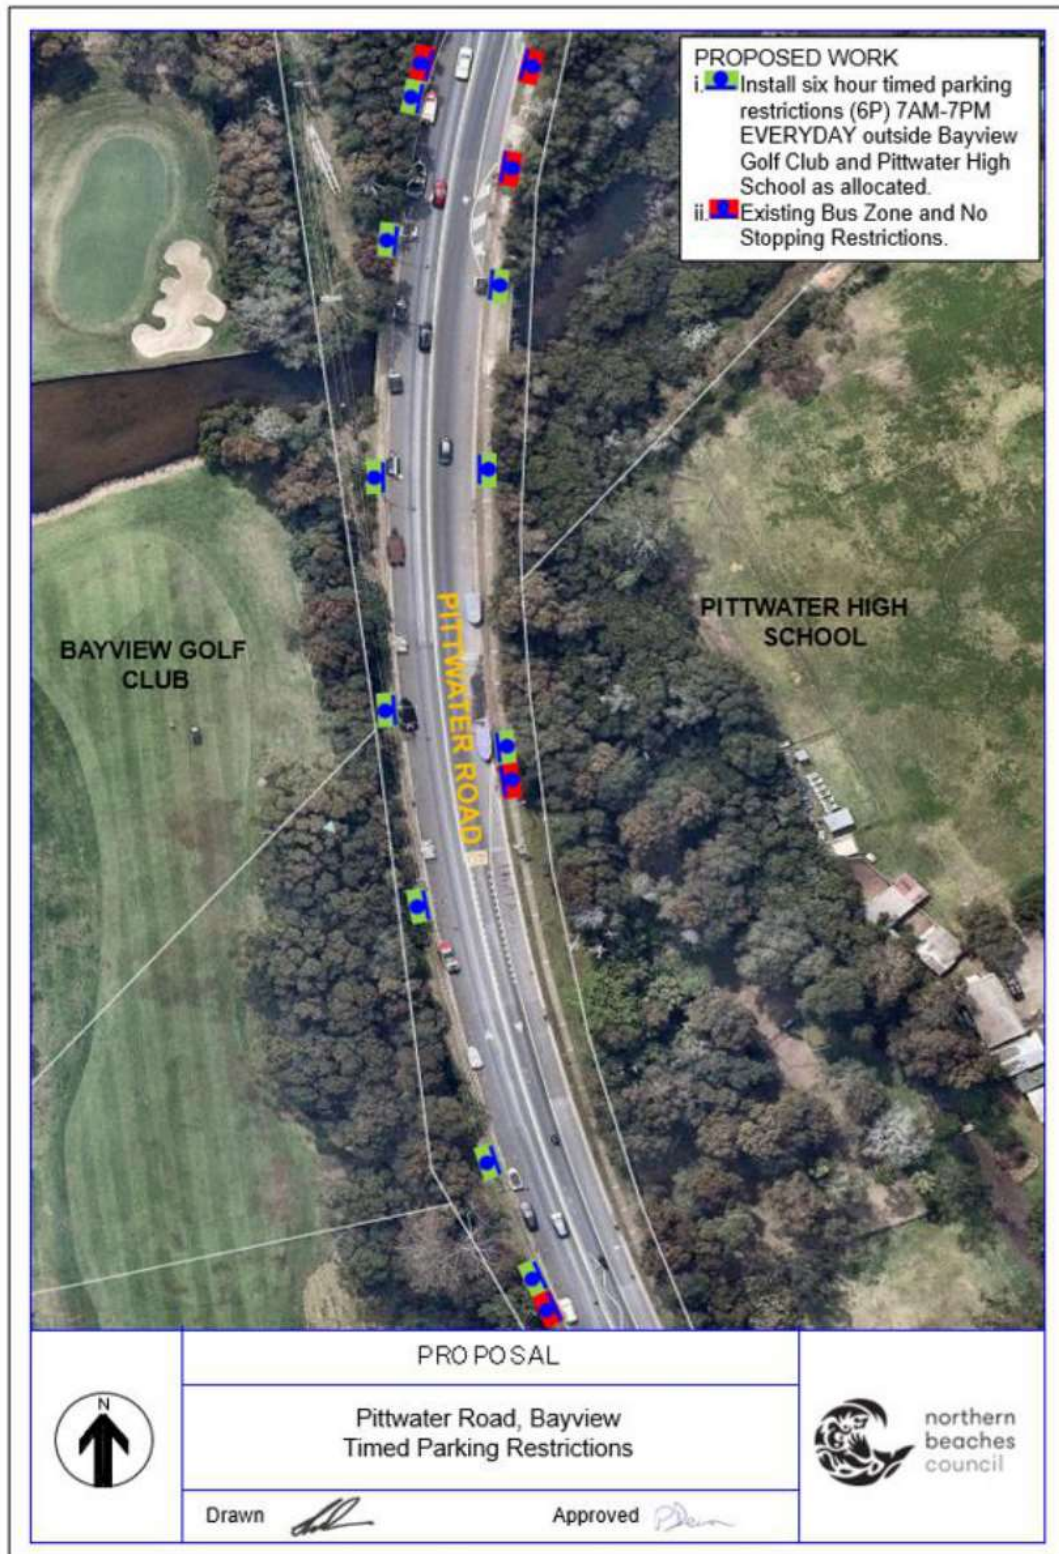 PROPOSED WORK
i. Install six hour timed parking
restrictions (6P) 7AM-7PM
EVERYDAY outside Bayview
Golf Club and Pittwater High
School as allocated.
ii. Existing Bus Zone and No
Stopping Restrictions.
PITTWATER HIGH
SCHOOL
BAYVIEW GOLF
CLUB
PITTWATER ROAD
PROPOSAL
N
Pittwater Road, Bayview
Timed Parking Restrictions
northern
beaches
council
Drawn
Approved